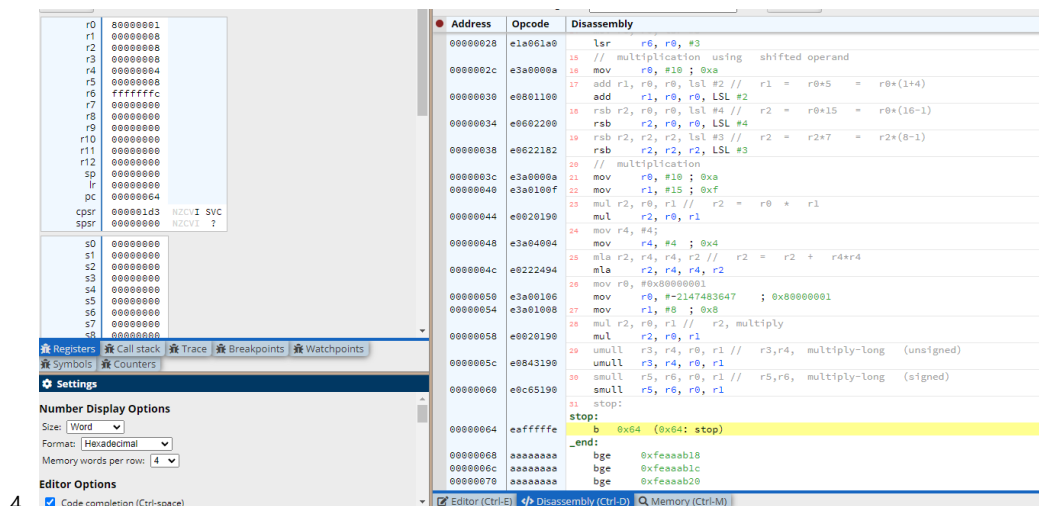 r0 80000001
r1 00000008
r2 00000008
r3 00000008
r4 00000004
r5 00000008
r6 fffffffc
r7 00000000
r8 00000000
r9 00000000
r10 00000000
r11 00000000
r12 00000000
sp 00000000
lr 00000000
pc 00000064
cpsr 000001d3 NZCVI SVC
spsr 00000000 NZCVI ?
s0 00000000
s1 00000000
s2 00000000
s3 00000000
s4 00000000
s5 00000000
s6 00000000
s7 00000000
s8 00000000
Registers Call stack Trace Breakpoints Watchpoints
Symbols Counters
Settings
Number Display Options
Size: Word
Format: Hexadecimal
Memory words per row: 4
Editor Options
Code completion (Ctrl-space)
4
Address Opcode Disassembly
00000028 e1a061a0 lsr r6, r0, #3
15 // multiplication using shifted operand
0000002c e3a0000a 16 mov r0, #10 ; 0xa
17 add r1, r0, r0, lsl #2 // r1 = r0*5 = r0*(1+4)
00000030 e0801100 add r1, r0, r0, LSL #2
18 rsb r2, r0, r0, lsl #4 // r2 = r0*15 = r0*(16-1)
00000034 e0602200 rsb r2, r0, r0, LSL #4
19 rsb r2, r2, r2, lsl #3 // r2 = r2*7 = r2*(8-1)
00000038 e0622182 rsb r2, r2, r2, LSL #3
20 // multiplication
0000003c e3a0000a 21 mov r0, #10 ; 0xa
00000040 e3a0100f 22 mov r1, #15 ; 0xf
23 mul r2, r0, r1 // r2 = r0 * r1
00000044 e0020190 mul r2, r0, r1
24 mov r4, #4;
00000048 e3a04004 mov r4, #4 ; 0x4
25 mla r2, r4, r4, r2 // r2 = r2 + r4*r4
0000004c e0222494 mla r2, r4, r4, r2
26 mov r0, #0x80000001
00000050 e3a00106 mov r0, #-2147483647 ; 0x80000001
00000054 e3a01008 27 mov r1, #8 ; 0x8
28 mul r2, r0, r1 // r2, multiply
00000058 e0020190 mul r2, r0, r1
29 umull r3, r4, r0, r1 // r3,r4, multiply-long (unsigned)
0000005c e0843190 umull r3, r4, r0, r1
30 smull r5, r6, r0, r1 // r5,r6, multiply-long (signed)
00000060 e0c65190 smull r5, r6, r0, r1
31 stop:
stop:
00000064 eafffffe b 0x64 (0x64: stop)
_end:
00000068 aaaaaaaa bge 0xfeaaab18
0000006c aaaaaaaa bge 0xfeaaab1c
00000070 aaaaaaaa bge 0xfeaaab20
Editor (Ctrl-E) Disassembly (Ctrl-D) Memory (Ctrl-M)